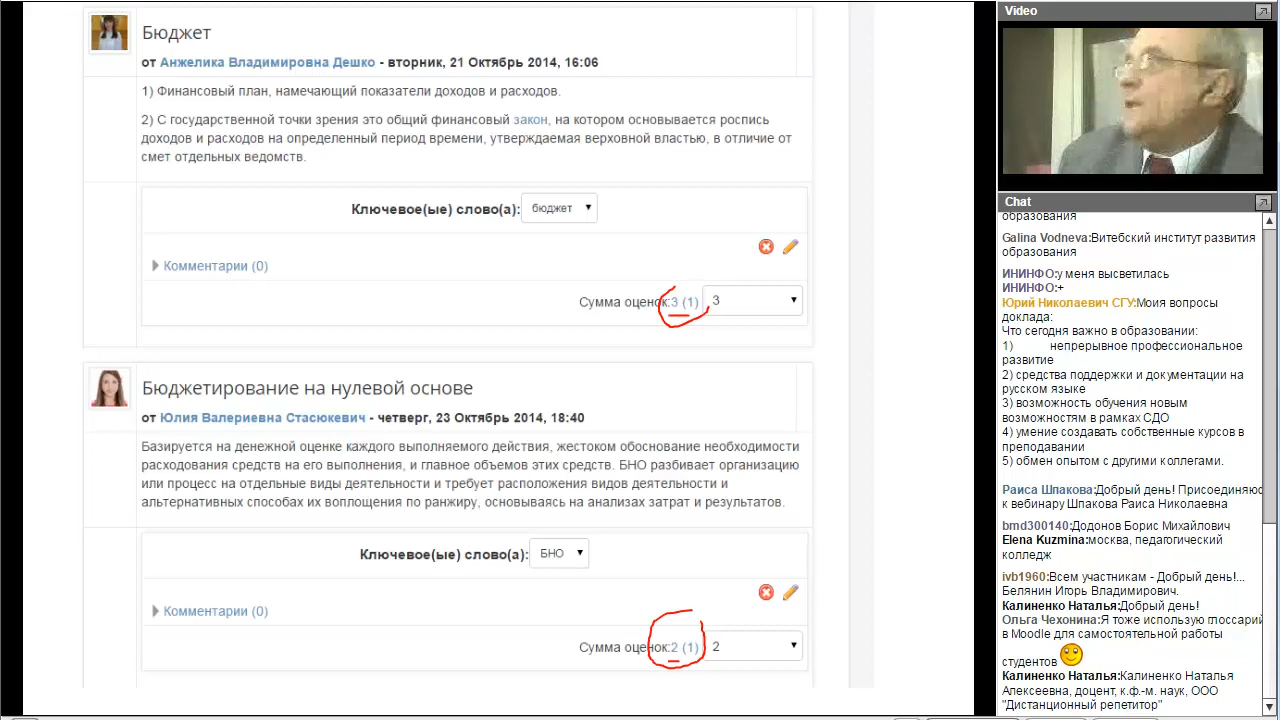 Бюджет
от Анжелика Владимировна Дешко - вторник, 21 Октябрь 2014, 16:06
1) Финансовый план, намечающий показатели доходов и расходов.
2) С государственной точки зрения это общий финансовый закон, на котором основывается роспись
доходов и расходов на определенный период времени, утверждаемая верховной властью, в отличие от
смет отдельных ведомств.
Ключевое(ые) слово(а): бюджет
Комментарии (0)
Сумма оценок:3 (1) 3
Бюджетирование на нулевой основе
от Юлия Валериевна Стасюкевич - четверг, 23 Октябрь 2014, 18:40
Базируется на денежной оценке каждого выполняемого действия, жестоком обоснование необходимости
расходования средств на его выполнения, и главное объемов этих средств. БНО разбивает организацию
или процесс на отдельные виды деятельности и требует расположения видов деятельности и
альтернативных способах их воплощения по ранжиру, основываясь на анализах затрат и результатов.
Ключевое(ые) слово(а): БНО
Комментарии (0)
Сумма оценок:2 (1) 2
Video
Chat
образования
Galina Vodneva:Витебский институт развития
образования
ИНИНФО:у меня высветилась
ИНИНФО:+
Юрий Николаевич СГУ:Моия вопросы
доклада:
Что сегодня важно в образовании:
1) непрерывное профессиональное
развитие
2) средства поддержки и документации на
русском языке
3) возможность обучения новым
возможностям в рамках СДО
4) умение создавать собственные курсов в
преподавании
5) обмен опытом с другими коллегами.
Раиса Шпакова:Добрый день! Присоединяюс
к вебинару Шпакова Раиса Николаевна
bmd300140:Додонов Борис Михайлович
Elena Kuzmina:москва, педагогический
колледж
ivb1960:Всем участникам - Добрый день!...
Белянин Игорь Владимирович.
Калиненко Наталья:Добрый день!
Ольга Чехонина:Я тоже использую глоссарий
в Moodle для самостоятельной работы
студентов
Калиненко Наталья:Калиненко Наталья
Алексеевна, доцент, к.ф.-м. наук, ООО
"Дистанционный репетитор"